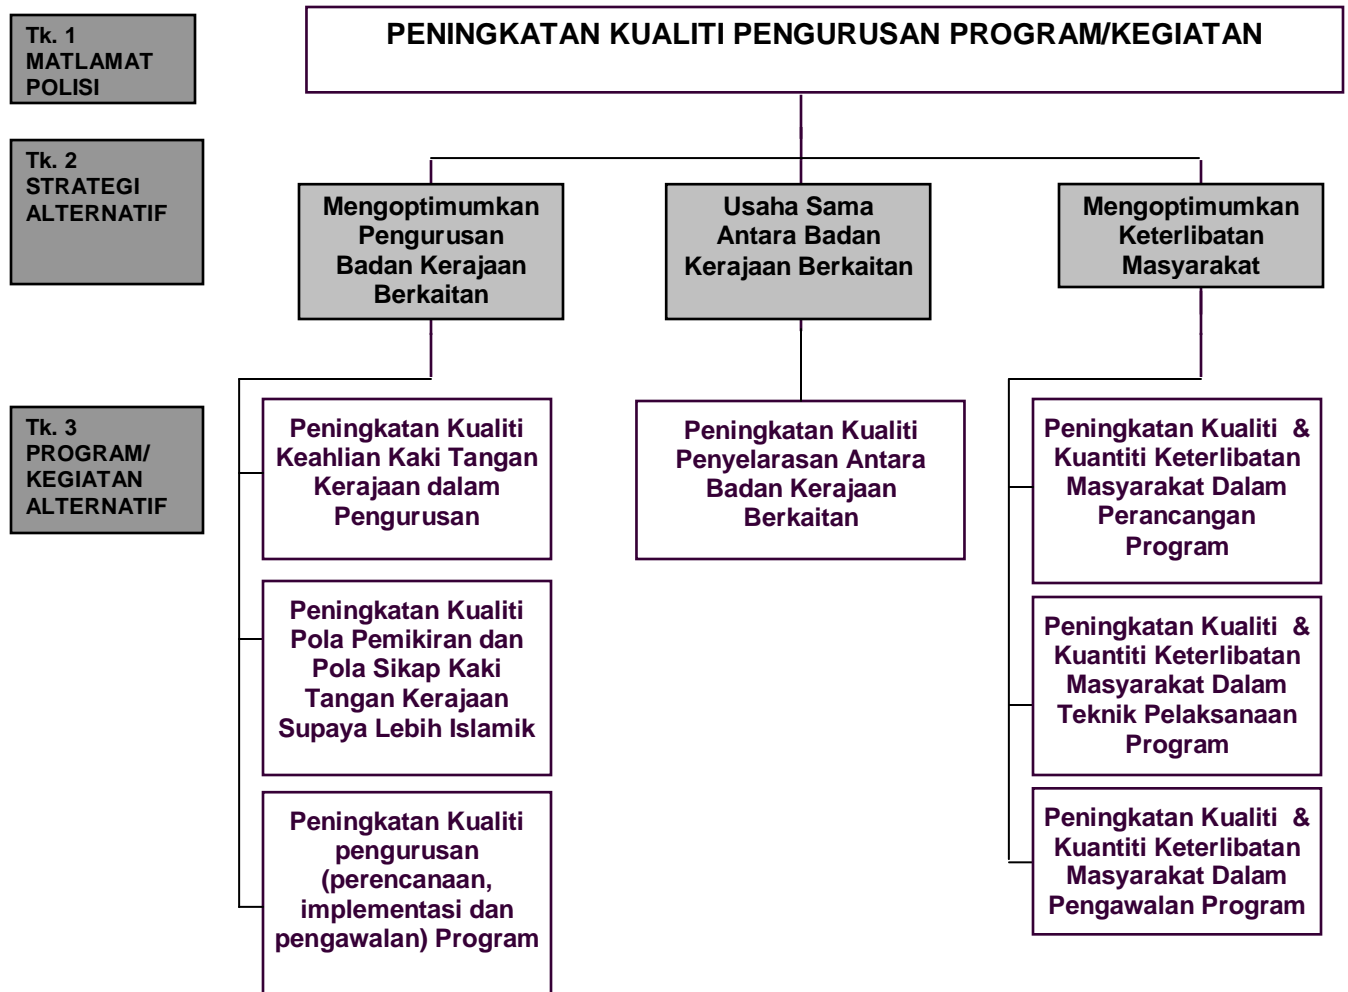 Tk. 1
MATLAMAT
POLISI
PENINGKATAN KUALITI PENGURUSAN PROGRAM/KEGIATAN
Tk. 2
STRATEGI
ALTERNATIF
Mengoptimumkan
Pengurusan
Badan Kerajaan
Berkaitan
Usaha Sama
Antara Badan
Kerajaan Berkaitan
Mengoptimumkan
Keterlibatan
Masyarakat
Tk. 3
PROGRAM/
KEGIATAN
ALTERNATIF
Peningkatan Kualiti
Keahlian Kaki Tangan
Kerajaan dalam
Pengurusan
Peningkatan Kualiti
Pola Pemikiran dan
Pola Sikap Kaki
Tangan Kerajaan
Supaya Lebih Islamik
Peningkatan Kualiti
pengurusan
(perencanaan,
implementasi dan
pengawalan) Program
Peningkatan Kualiti
Penyelarasan Antara
Badan Kerajaan
Berkaitan
Peningkatan Kualiti &
Kuantiti Keterlibatan
Masyarakat Dalam
Perancangan
Program
Peningkatan Kualiti &
Kuantiti Keterlibatan
Masyarakat Dalam
Teknik Pelaksanaan
Program
Peningkatan Kualiti &
Kuantiti Keterlibatan
Masyarakat Dalam
Pengawalan Program